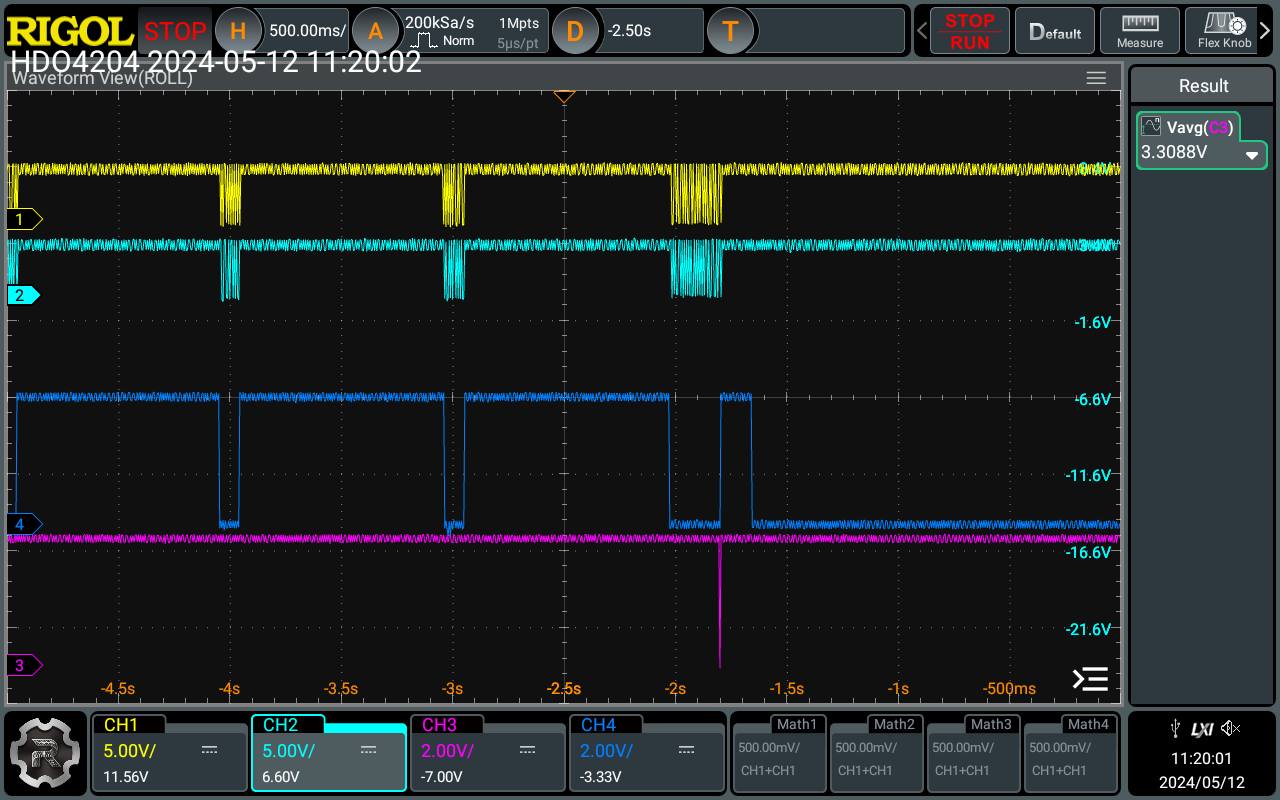 RIGOL STOP H 500.00ms/ A 200kSa/s 1Mpts D -2.50s T STOP Default Measure Flex Knob
Norm 5µs/pt RUN
HDO4204 2024-05-12 11:20:02
Waveform View(ROLL)
Result
Vavg(C3)
3.3088V
1
2
-1.6V
-6.6V
-11.6V
4
-16.6V
-21.6V
3
-4.5s -4s -3.5s -3s -2.5s -2s -1.5s -1s -500ms
CH1 CH2 CH3 CH4 Math1 Math2 Math3 Math4
5.00V/ 5.00V/ 2.00V/ 2.00V/ 500.00mV/ 500.00mV/ 500.00mV/ 500.00mV/
11.56V 6.60V -7.00V -3.33V CH1+CH1 CH1+CH1 CH1+CH1 CH1+CH1
LXI
11:20:01
2024/05/12